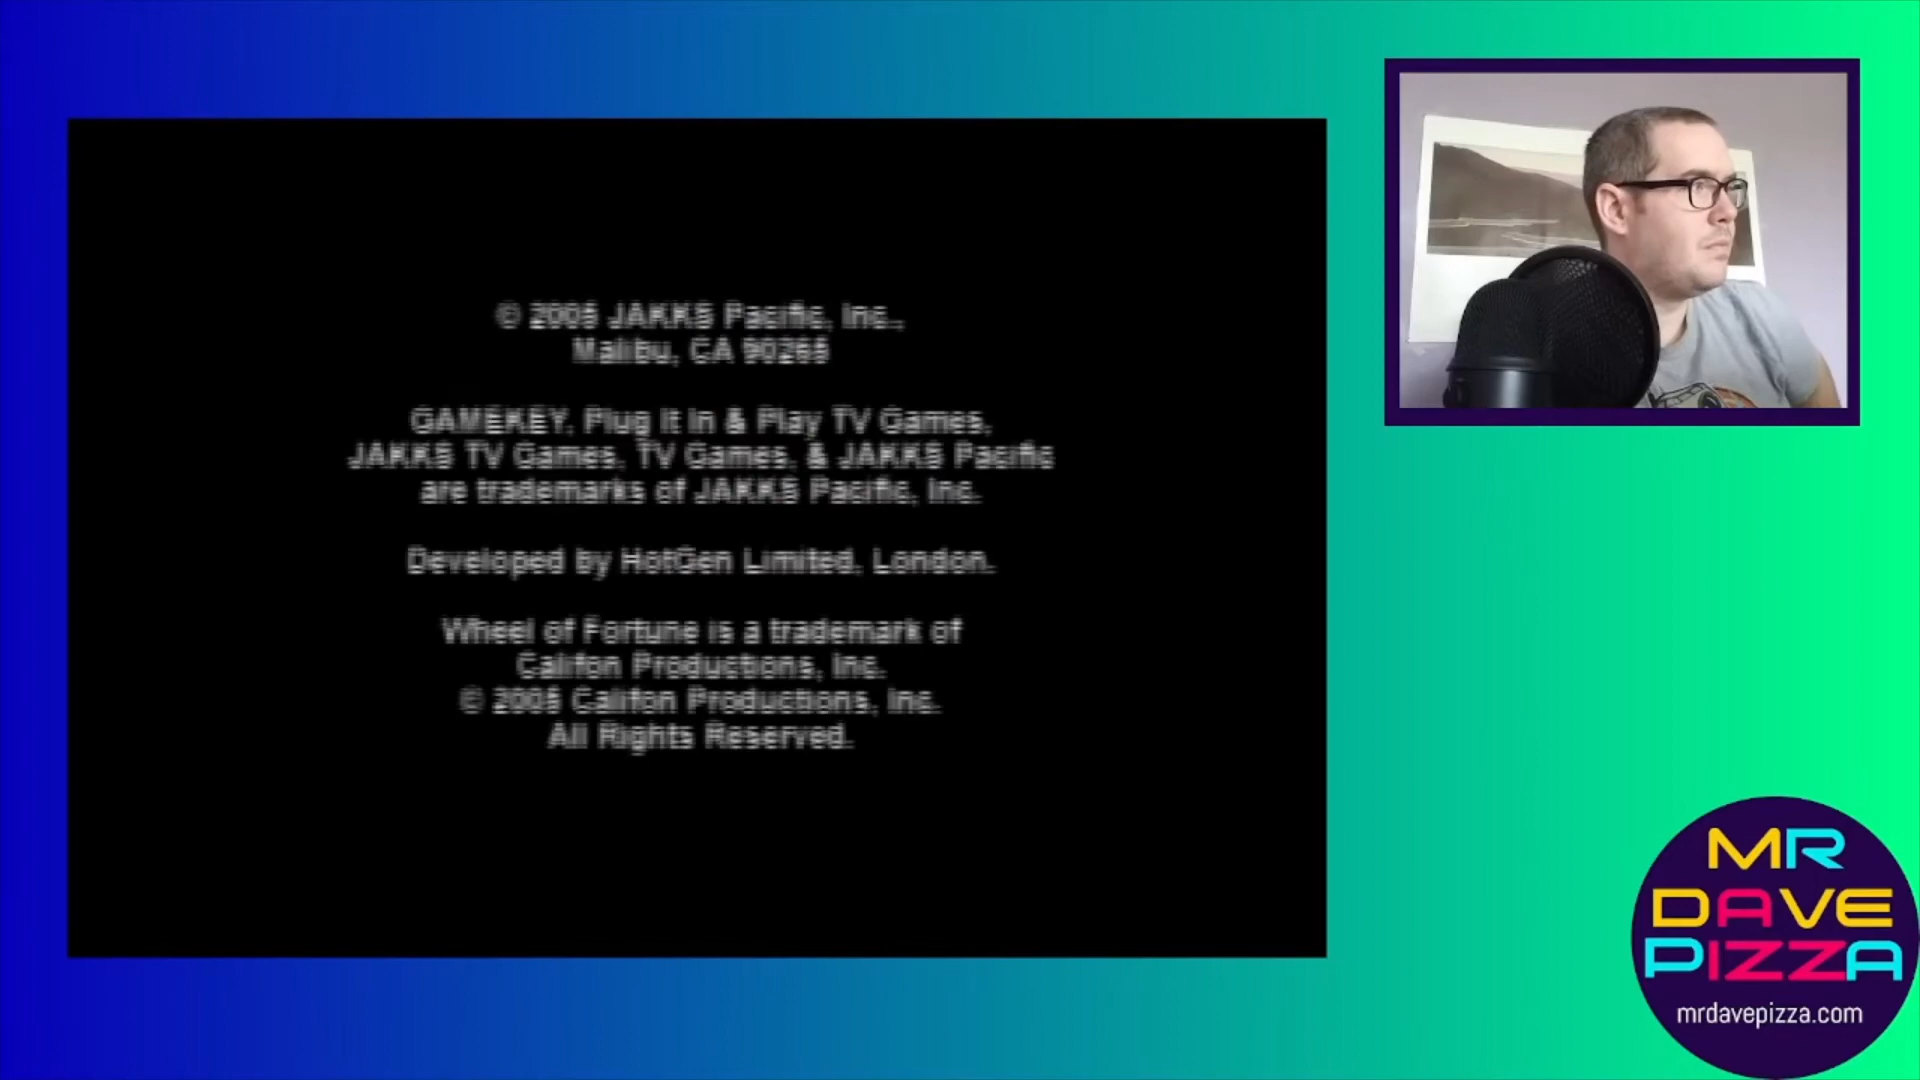 © 2005 JAKKS Pacific, Inc.,
Malibu, CA 90265
GAMEKEY, Plug It In & Play TV Games,
JAKKS TV Games, TV Games, & JAKKS Pacific
are trademarks of JAKKS Pacific, Inc.
Developed by HotGen Limited, London.
Wheel of Fortune is a trademark of
Califon Productions, Inc.
© 2005 Califon Productions, Inc.
All Rights Reserved.
MR
DAVE
PIZZA
mrdavepizza.com